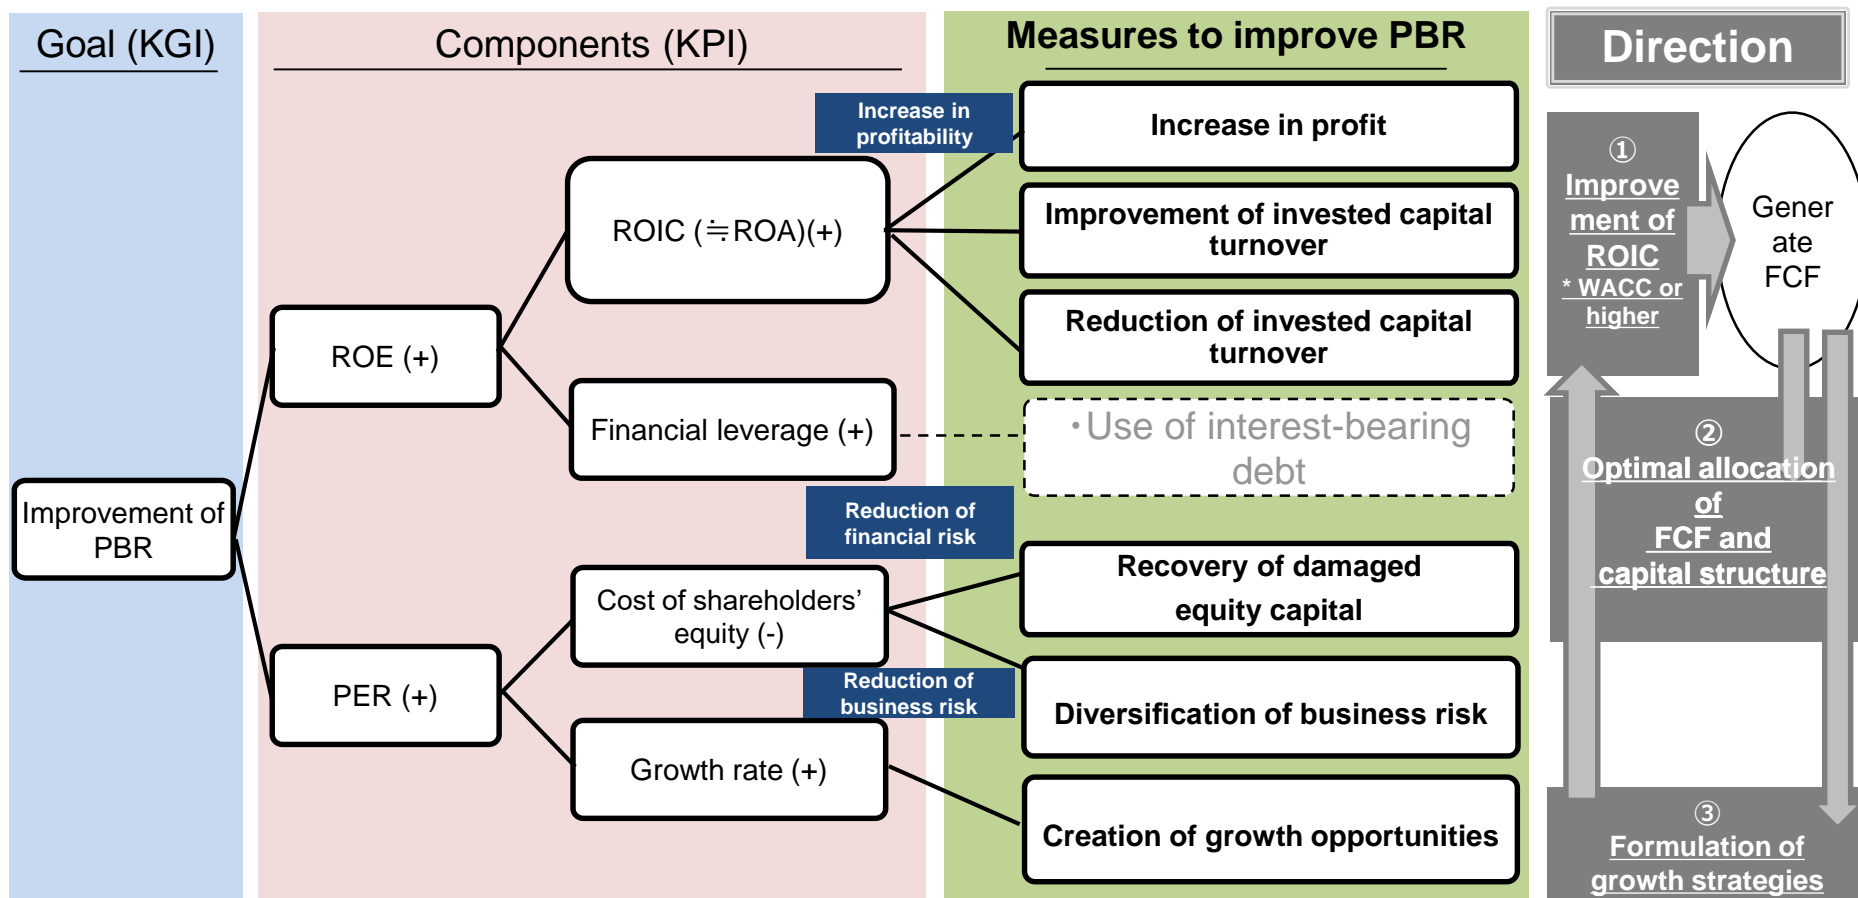 Goal (KGI)
Components (KPI)
Measures to improve PBR
Direction
Improvement of
PBR
ROE (+)
PER (+)
ROIC (≒ROA)(+)
Financial leverage (+)
Cost of shareholders’
equity (-)
Growth rate (+)
Increase in
profitability
Reduction of
financial risk
Reduction of
business risk
Increase in profit
Improvement of invested capital
turnover
Reduction of invested capital
turnover
・Use of interest-bearing
debt
Recovery of damaged
equity capital
Diversification of business risk
Creation of growth opportunities
①
Improve
ment of
ROIC
* WACC or
higher
Gener
ate
FCF
②
Optimal allocation
of
FCF and
capital structure
③
Formulation of
growth strategies